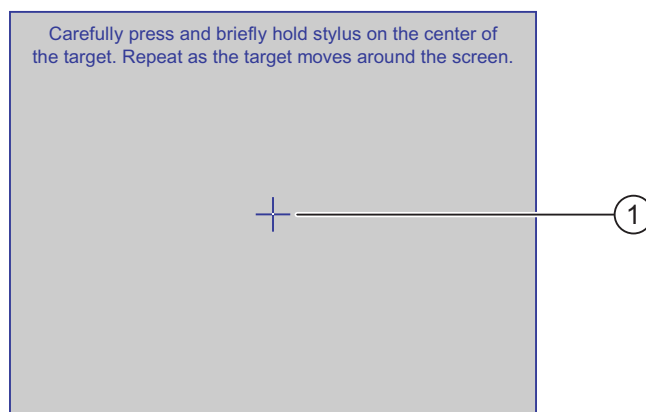 Carefully press and briefly hold stylus on the center of
the target. Repeat as the target moves around the screen.
1